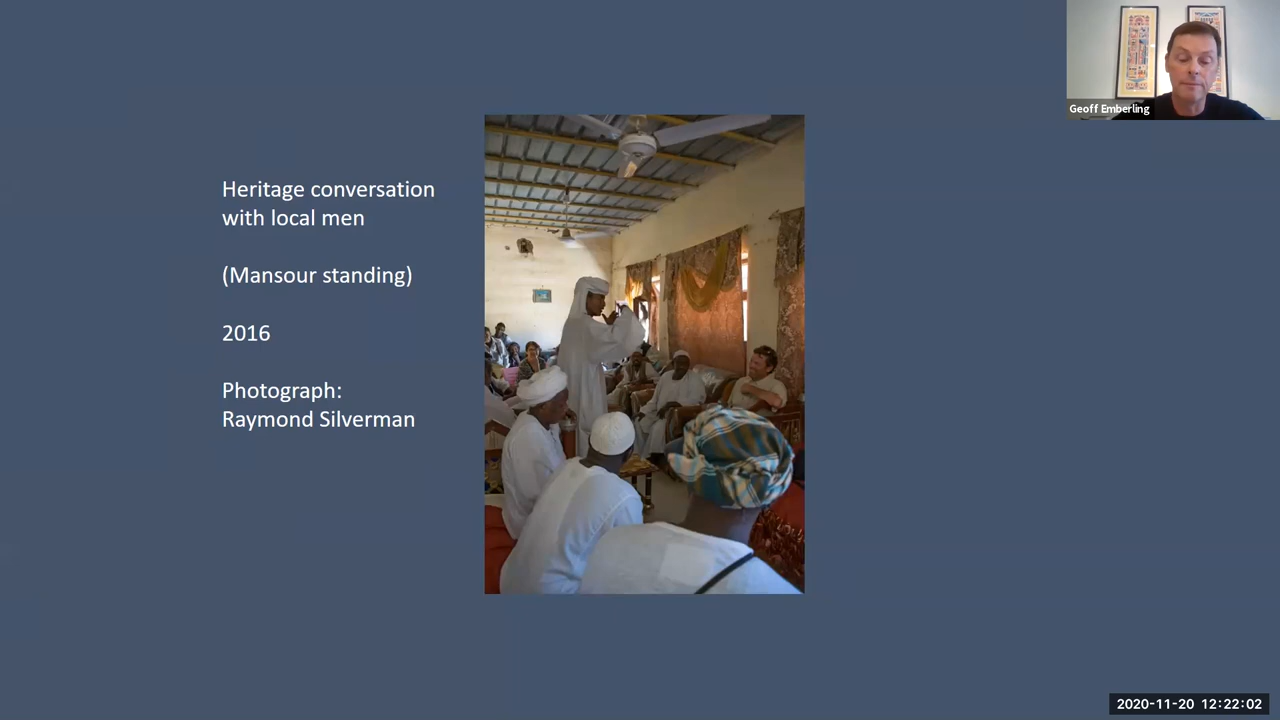 Heritage conversation
with local men
(Mansour standing)
2016
Photograph:
Raymond Silverman
Geoff Emberling
2020-11-20 12:22:02